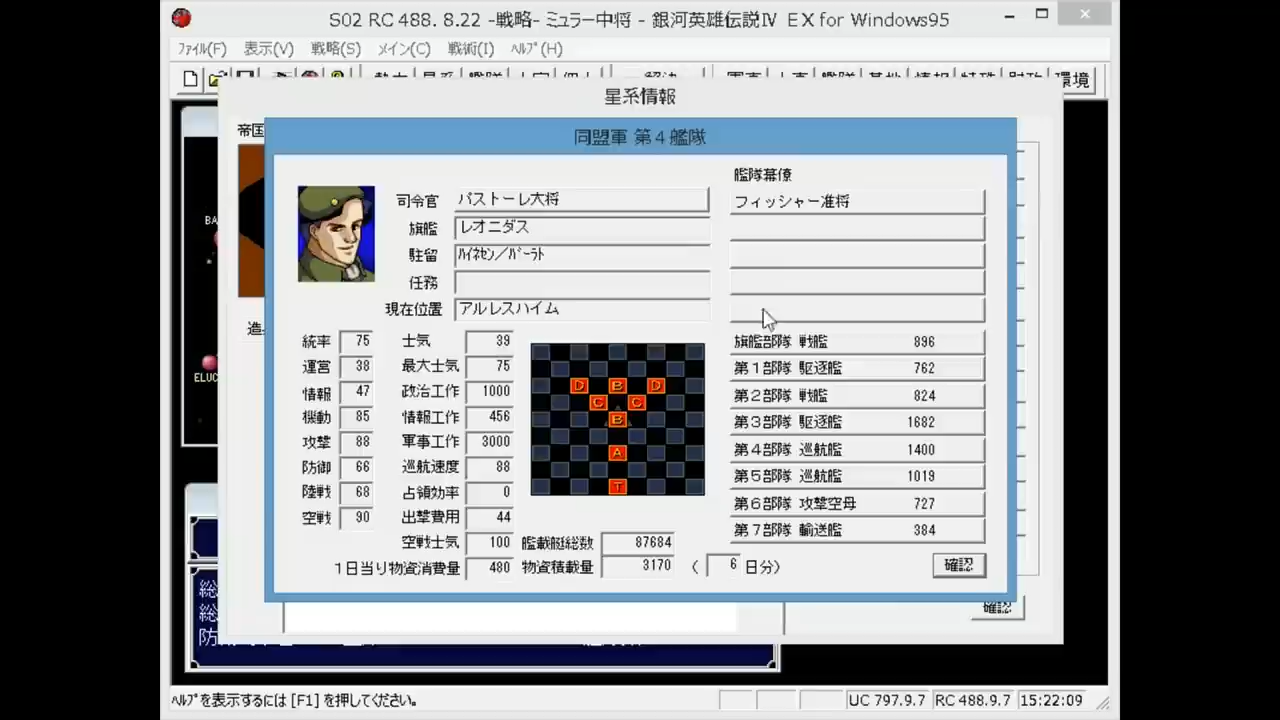 S02 RC 488. 8.22 -戦略- ミュラー中将 - 銀河英雄伝説Ⅳ EX for Windows95
ﾌｧｲﾙ(F) 表示(V) 戦略(S) メイン(C) 戦術(I) ﾍﾙﾌﾟ(H)
環境
星系情報
帝国
同盟軍 第４艦隊
司令官 パストーレ大将
旗艦 レオニダス
駐留 ﾊｲﾈｾﾝ／ﾊﾞｰﾗﾄ
任務
現在位置 アルレスハイム
艦隊幕僚
フィッシャー准将
統率 75 士気 39
運営 38 最大士気 75
情報 47 政治工作 1000
機動 85 情報工作 456
攻撃 88 軍事工作 3000
防御 66 巡航速度 88
陸戦 68 占領効率 0
空戦 90 出撃費用 44
空戦士気 100 艦載艇総数 87684
1日当り物資消費量 480 物資積載量 3170 （ 6 日分）
D B D
C C
B
A
T
旗艦部隊 戦艦 896
第１部隊 駆逐艦 762
第２部隊 戦艦 824
第３部隊 駆逐艦 1682
第４部隊 巡航艦 1400
第５部隊 巡航艦 1019
第６部隊 攻撃空母 727
第７部隊 輸送艦 384
確認
確認
BA
ELUC
ﾍﾙﾌﾟを表示するには [F1] を押してください。
UC 797.9.7 RC 488.9.7 15:22:09